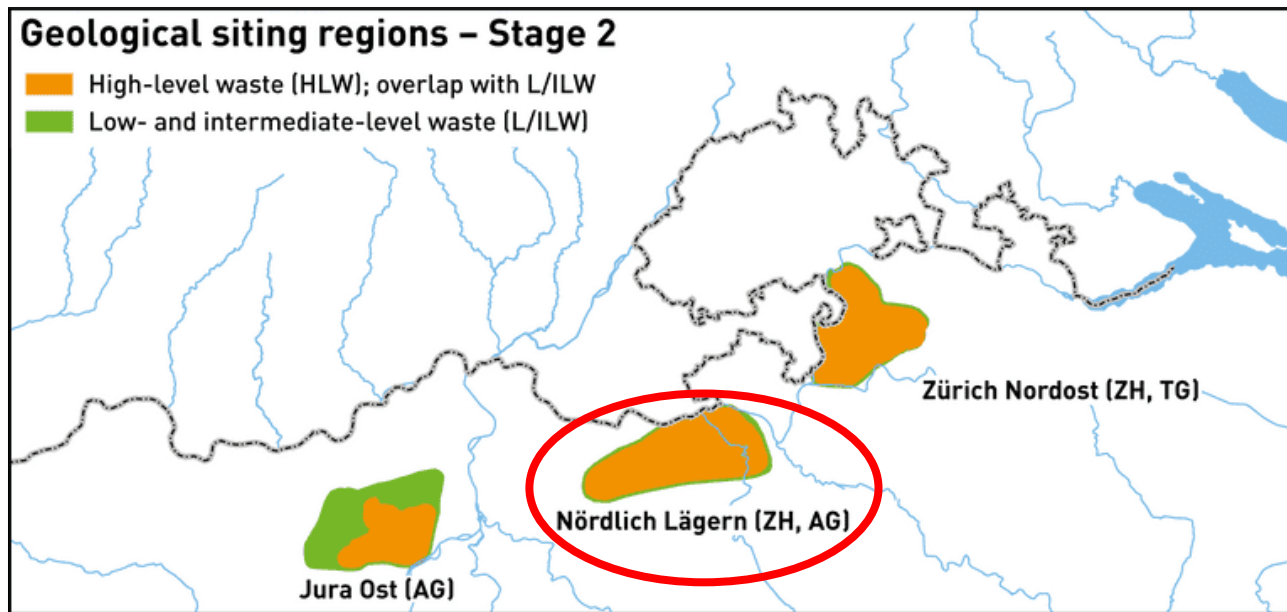 Geological siting regions – Stage 2
High-level waste (HLW); overlap with L/ILW
Low- and intermediate-level waste (L/ILW)
Zürich Nordost (ZH, TG)
Nördlich Lägern (ZH, AG)
Jura Ost (AG)